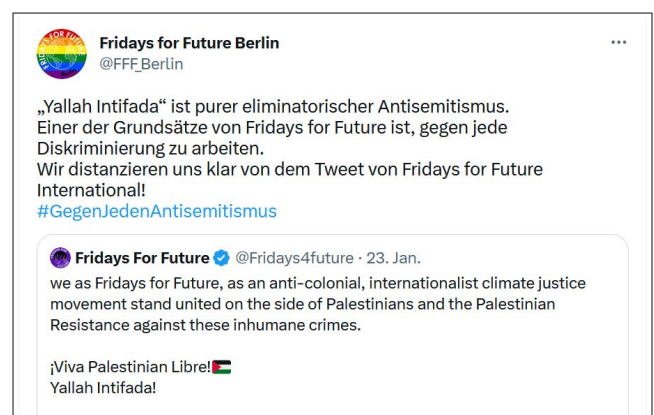 Fridays for Future Berlin
@FFF_Berlin
„Yallah Intifada“ ist purer eliminatorischer Antisemitismus.
Einer der Grundsätze von Fridays for Future ist, gegen jede
Diskriminierung zu arbeiten.
Wir distanzieren uns klar von dem Tweet von Fridays for Future
International!
#GegenJedenAntisemitismus
Fridays For Future @Fridays4future · 23. Jan.
we as Fridays for Future, as an anti-colonial, internationalist climate justice
movement stand united on the side of Palestinians and the Palestinian
Resistance against these inhumane crimes.
¡Viva Palestinian Libre!🇵🇸
Yallah Intifada!